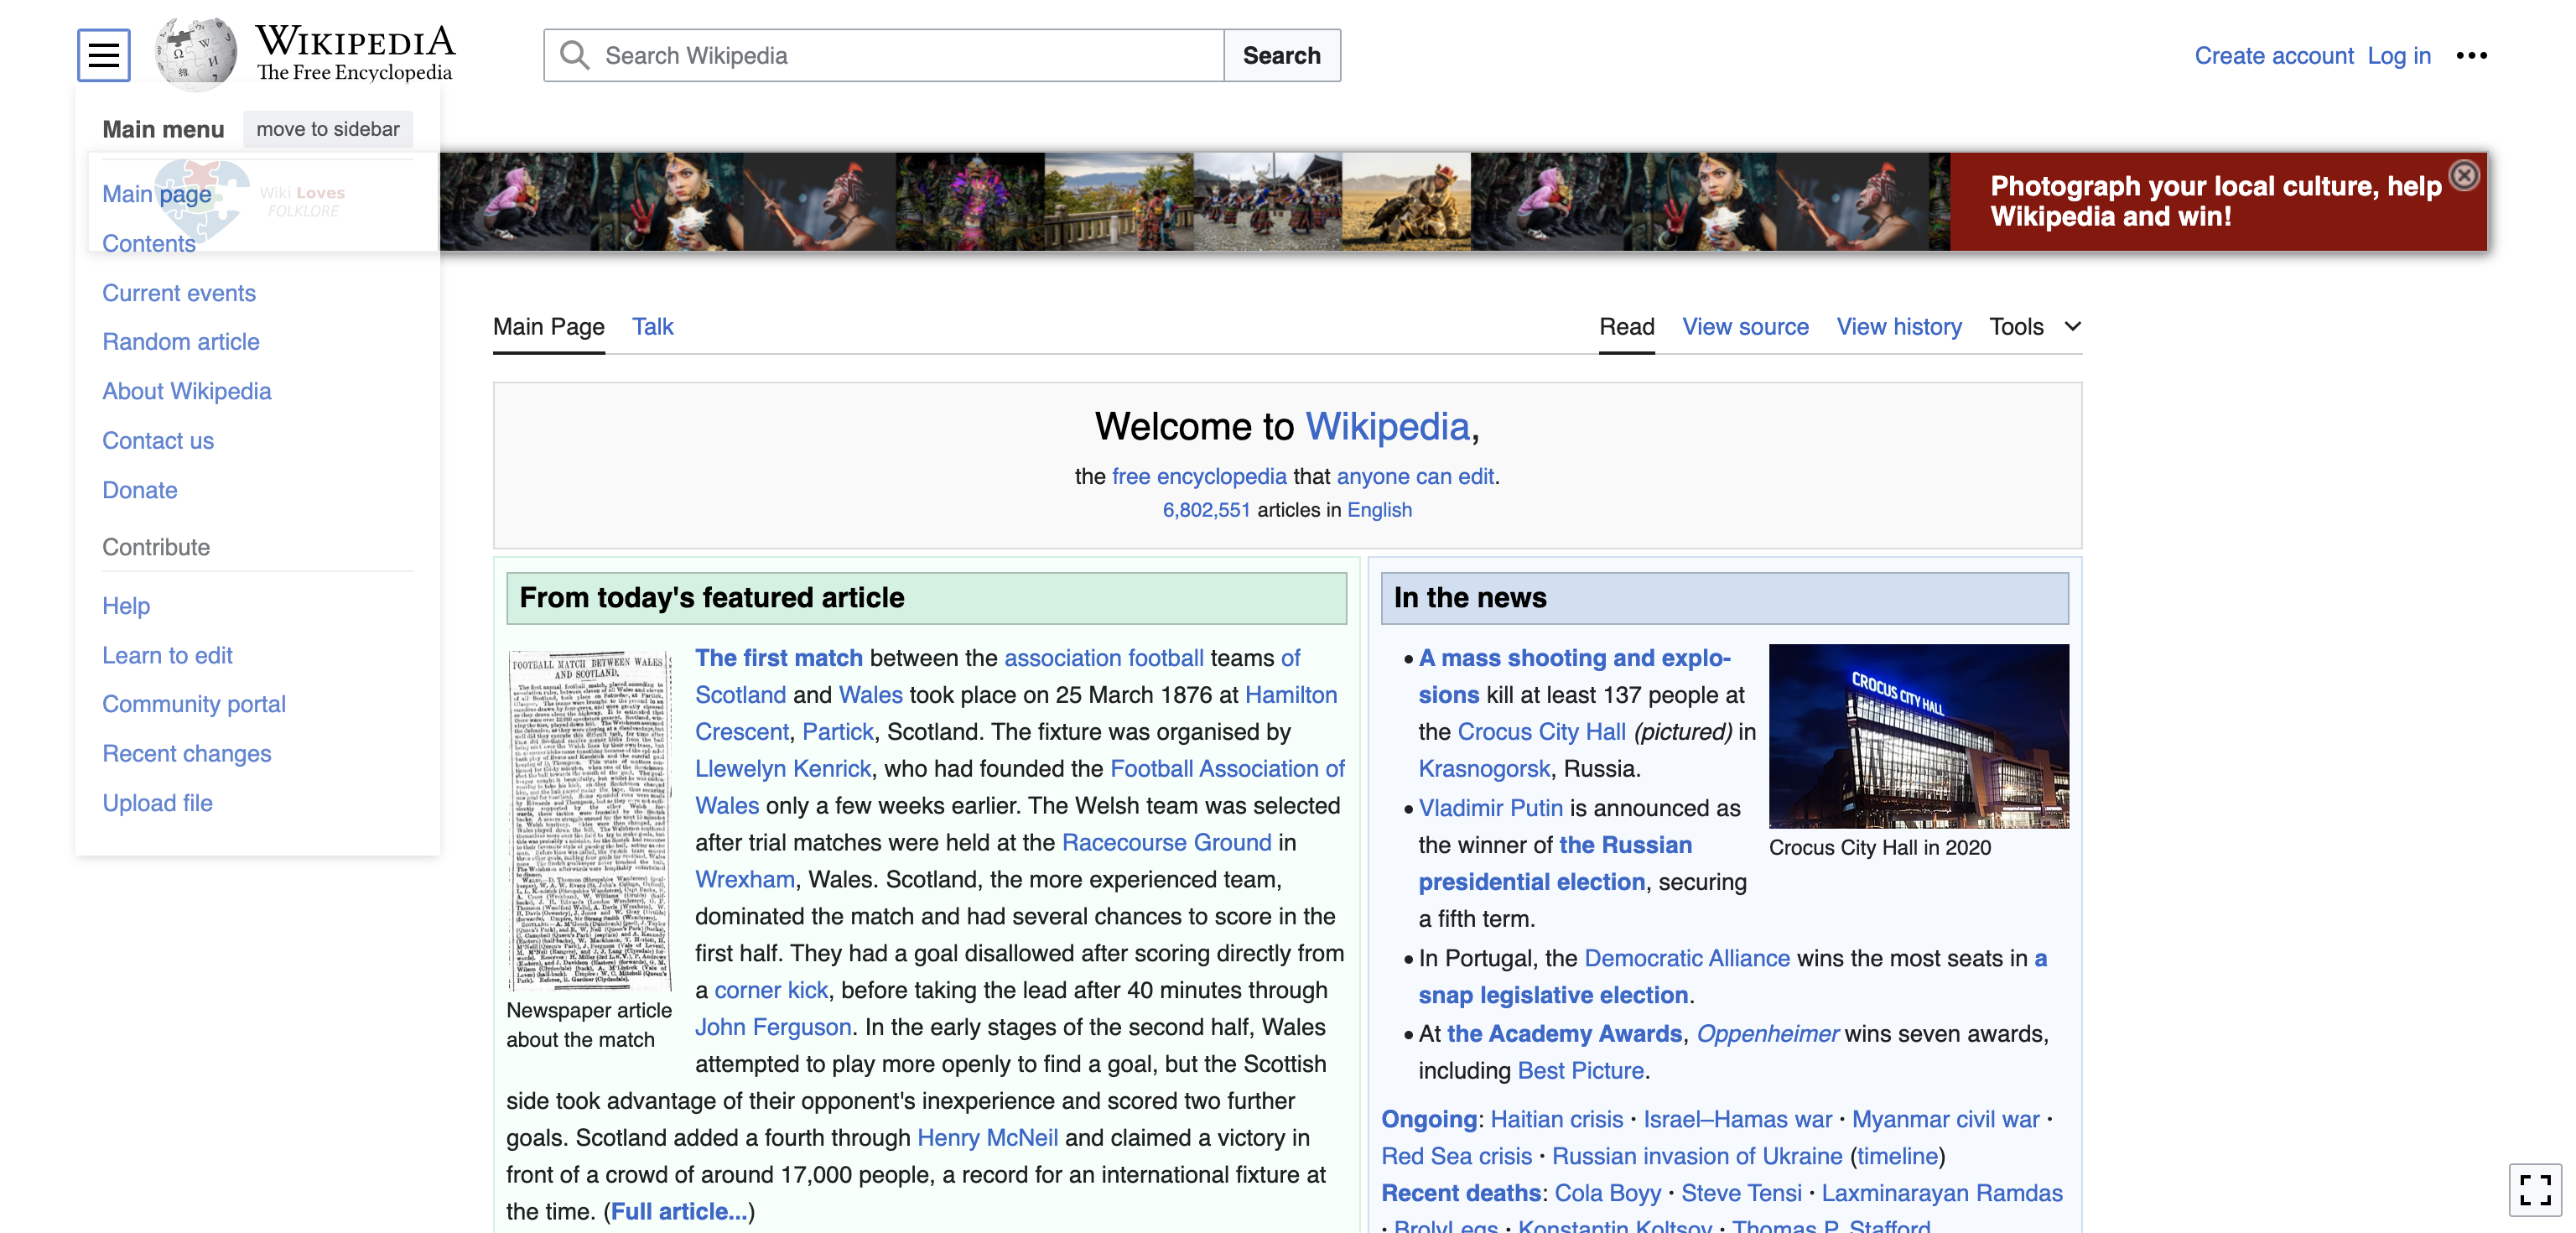 WIKIPEDIA
The Free Encyclopedia
Search Wikipedia
Search
Create account
Log in
Main menu
move to sidebar
Main page
Contents
Current events
Random article
About Wikipedia
Contact us
Donate
Contribute
Help
Learn to edit
Community portal
Recent changes
Upload file
Wiki Loves
FOLKLORE
Photograph your local culture, help
Wikipedia and win!
Main Page
Talk
Read
View source
View history
Tools
Welcome to Wikipedia,
the free encyclopedia that anyone can edit.
6,802,551 articles in English
From today's featured article
FOOTBALL MATCH BETWEEN WALES
AND SCOTLAND.
Newspaper article
about the match
The first match between the association football teams of
Scotland and Wales took place on 25 March 1876 at Hamilton
Crescent, Partick, Scotland. The fixture was organised by
Llewelyn Kenrick, who had founded the Football Association of
Wales only a few weeks earlier. The Welsh team was selected
after trial matches were held at the Racecourse Ground in
Wrexham, Wales. Scotland, the more experienced team,
dominated the match and had several chances to score in the
first half. They had a goal disallowed after scoring directly from
a corner kick, before taking the lead after 40 minutes through
John Ferguson. In the early stages of the second half, Wales
attempted to play more openly to find a goal, but the Scottish
side took advantage of their opponent's inexperience and scored two further
goals. Scotland added a fourth through Henry McNeil and claimed a victory in
front of a crowd of around 17,000 people, a record for an international fixture at
the time. (Full article...)
In the news
CROCUS CITY HALL
Crocus City Hall in 2020
• A mass shooting and explo-
sions kill at least 137 people at
the Crocus City Hall (pictured) in
Krasnogorsk, Russia.
• Vladimir Putin is announced as
the winner of the Russian
presidential election, securing
a fifth term.
• In Portugal, the Democratic Alliance wins the most seats in a
snap legislative election.
• At the Academy Awards, Oppenheimer wins seven awards,
including Best Picture.
Ongoing: Haitian crisis · Israel–Hamas war · Myanmar civil war ·
Red Sea crisis · Russian invasion of Ukraine (timeline)
Recent deaths: Cola Boyy · Steve Tensi · Laxminarayan Ramdas
· BrolyLegs · Konstantin Koltsov · Thomas P. Stafford